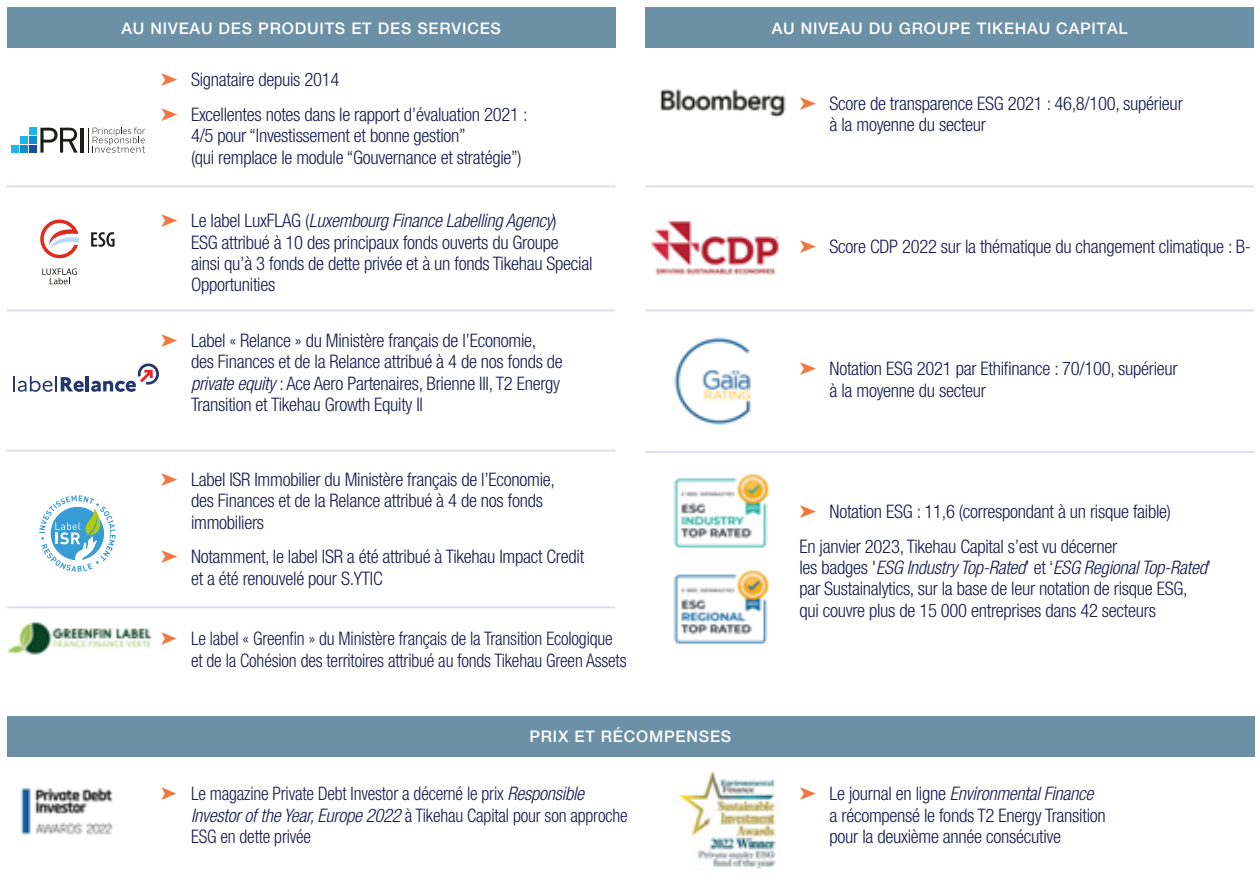 AU NIVEAU DES PRODUITS ET DES SERVICES
PRI Principles for
Responsible
Investment
➤ Signataire depuis 2014
➤ Excellentes notes dans le rapport d’évaluation 2021 :
4/5 pour “Investissement et bonne gestion”
(qui remplace le module “Gouvernance et stratégie”)
ESG
LUXFLAG
Label
➤ Le label LuxFLAG (Luxembourg Finance Labelling Agency)
ESG attribué à 10 des principaux fonds ouverts du Groupe
ainsi qu’à 3 fonds de dette privée et à un fonds Tikehau Special
Opportunities
labelRelance
➤ Label « Relance » du Ministère français de l’Economie,
des Finances et de la Relance attribué à 4 de nos fonds de
private equity : Ace Aero Partenaires, Brienne III, T2 Energy
Transition et Tikehau Growth Equity II
INVESTISSEMENT • SOCIALEMENT • RESPONSABLE •
Label
ISR
➤ Label ISR Immobilier du Ministère français de l’Economie,
des Finances et de la Relance attribué à 4 de nos fonds
immobiliers
➤ Notamment, le label ISR a été attribué à Tikehau Impact Credit
et a été renouvelé pour S.YTIC
GREENFIN LABEL
FRANCE FINANCE VERTE
➤ Le label « Greenfin » du Ministère français de la Transition Ecologique
et de la Cohésion des territoires attribué au fonds Tikehau Green Assets
AU NIVEAU DU GROUPE TIKEHAU CAPITAL
Bloomberg
➤ Score de transparence ESG 2021 : 46,8/100, supérieur
à la moyenne du secteur
CDP
DRIVING SUSTAINABLE ECONOMIES
➤ Score CDP 2022 sur la thématique du changement climatique : B-
Gaïa
RATING
➤ Notation ESG 2021 par Ethifinance : 70/100, supérieur
à la moyenne du secteur
ESG
INDUSTRY
TOP RATED
ESG
REGIONAL
TOP RATED
➤ Notation ESG : 11,6 (correspondant à un risque faible)
En janvier 2023, Tikehau Capital s’est vu décerner
les badges 'ESG Industry Top-Rated' et ‘ESG Regional Top-Rated’
par Sustainalytics, sur la base de leur notation de risque ESG,
qui couvre plus de 15 000 entreprises dans 42 secteurs
PRIX ET RÉCOMPENSES
Private Debt
Investor
AWARDS 2022
➤ Le magazine Private Debt Investor a décerné le prix Responsible
Investor of the Year, Europe 2022 à Tikehau Capital pour son approche
ESG en dette privée
Environmental
Finance
Sustainable
Investment
Awards
2022 Winner
Private equity ESG
fund of the year
➤ Le journal en ligne Environmental Finance
a récompensé le fonds T2 Energy Transition
pour la deuxième année consécutive